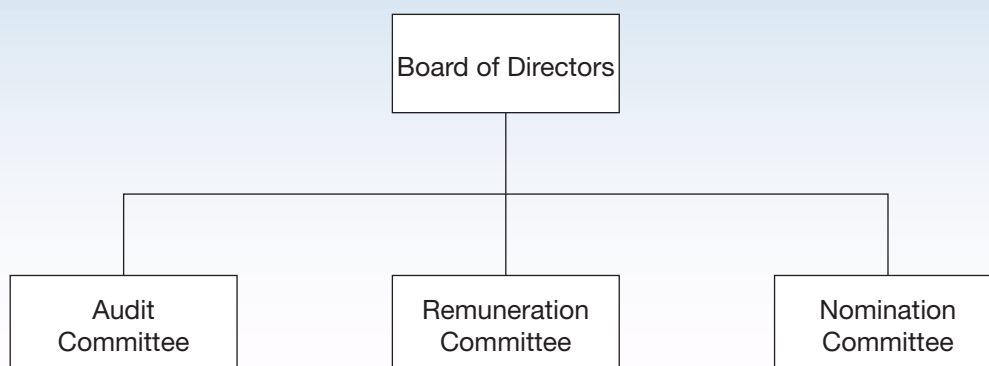 Board of Directors
Audit
Committee
Remuneration
Committee
Nomination
Committee